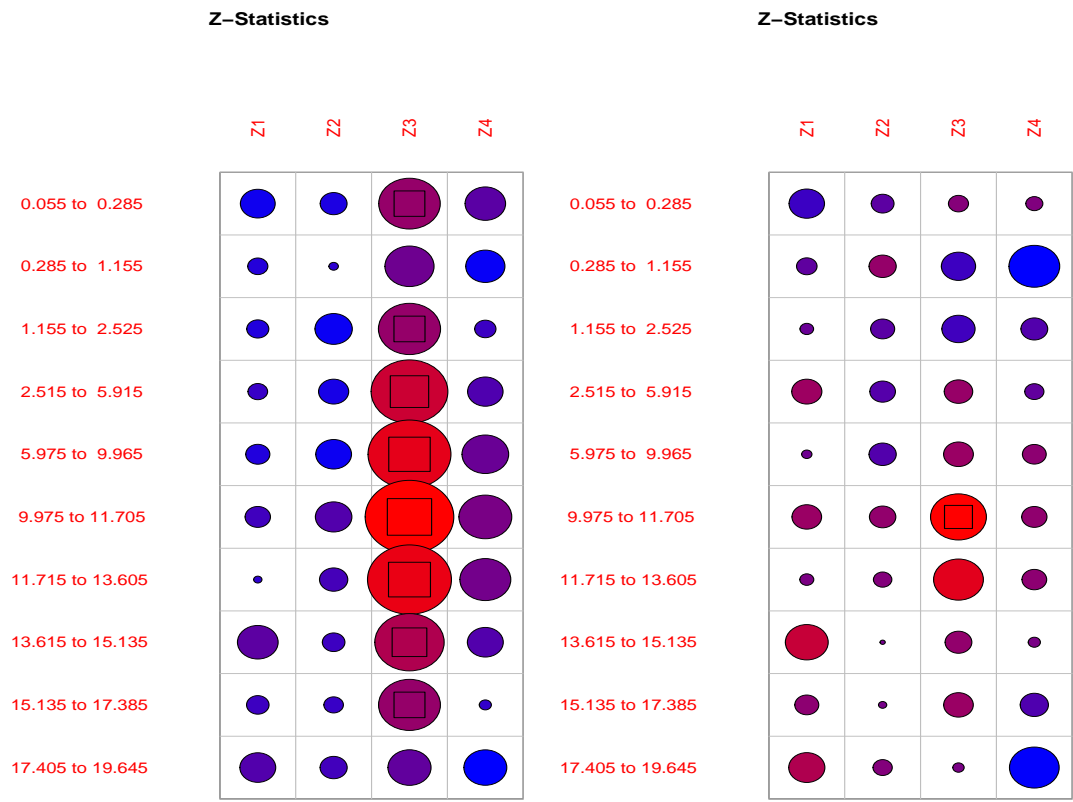 Z−Statistics Z−Statistics
Z1 Z2 Z3 Z4 Z1 Z2 Z3 Z4
0.055 to 0.285 0.055 to 0.285
0.285 to 1.155 0.285 to 1.155
1.155 to 2.525 1.155 to 2.525
2.515 to 5.915 2.515 to 5.915
5.975 to 9.965 5.975 to 9.965
9.975 to 11.705 9.975 to 11.705
11.715 to 13.605 11.715 to 13.605
13.615 to 15.135 13.615 to 15.135
15.135 to 17.385 15.135 to 17.385
17.405 to 19.645 17.405 to 19.645